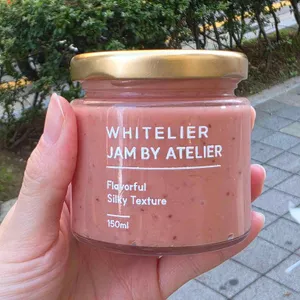 WHITELIER
JAM BY ATELIER
Flavorful
Silky Texture
150ml